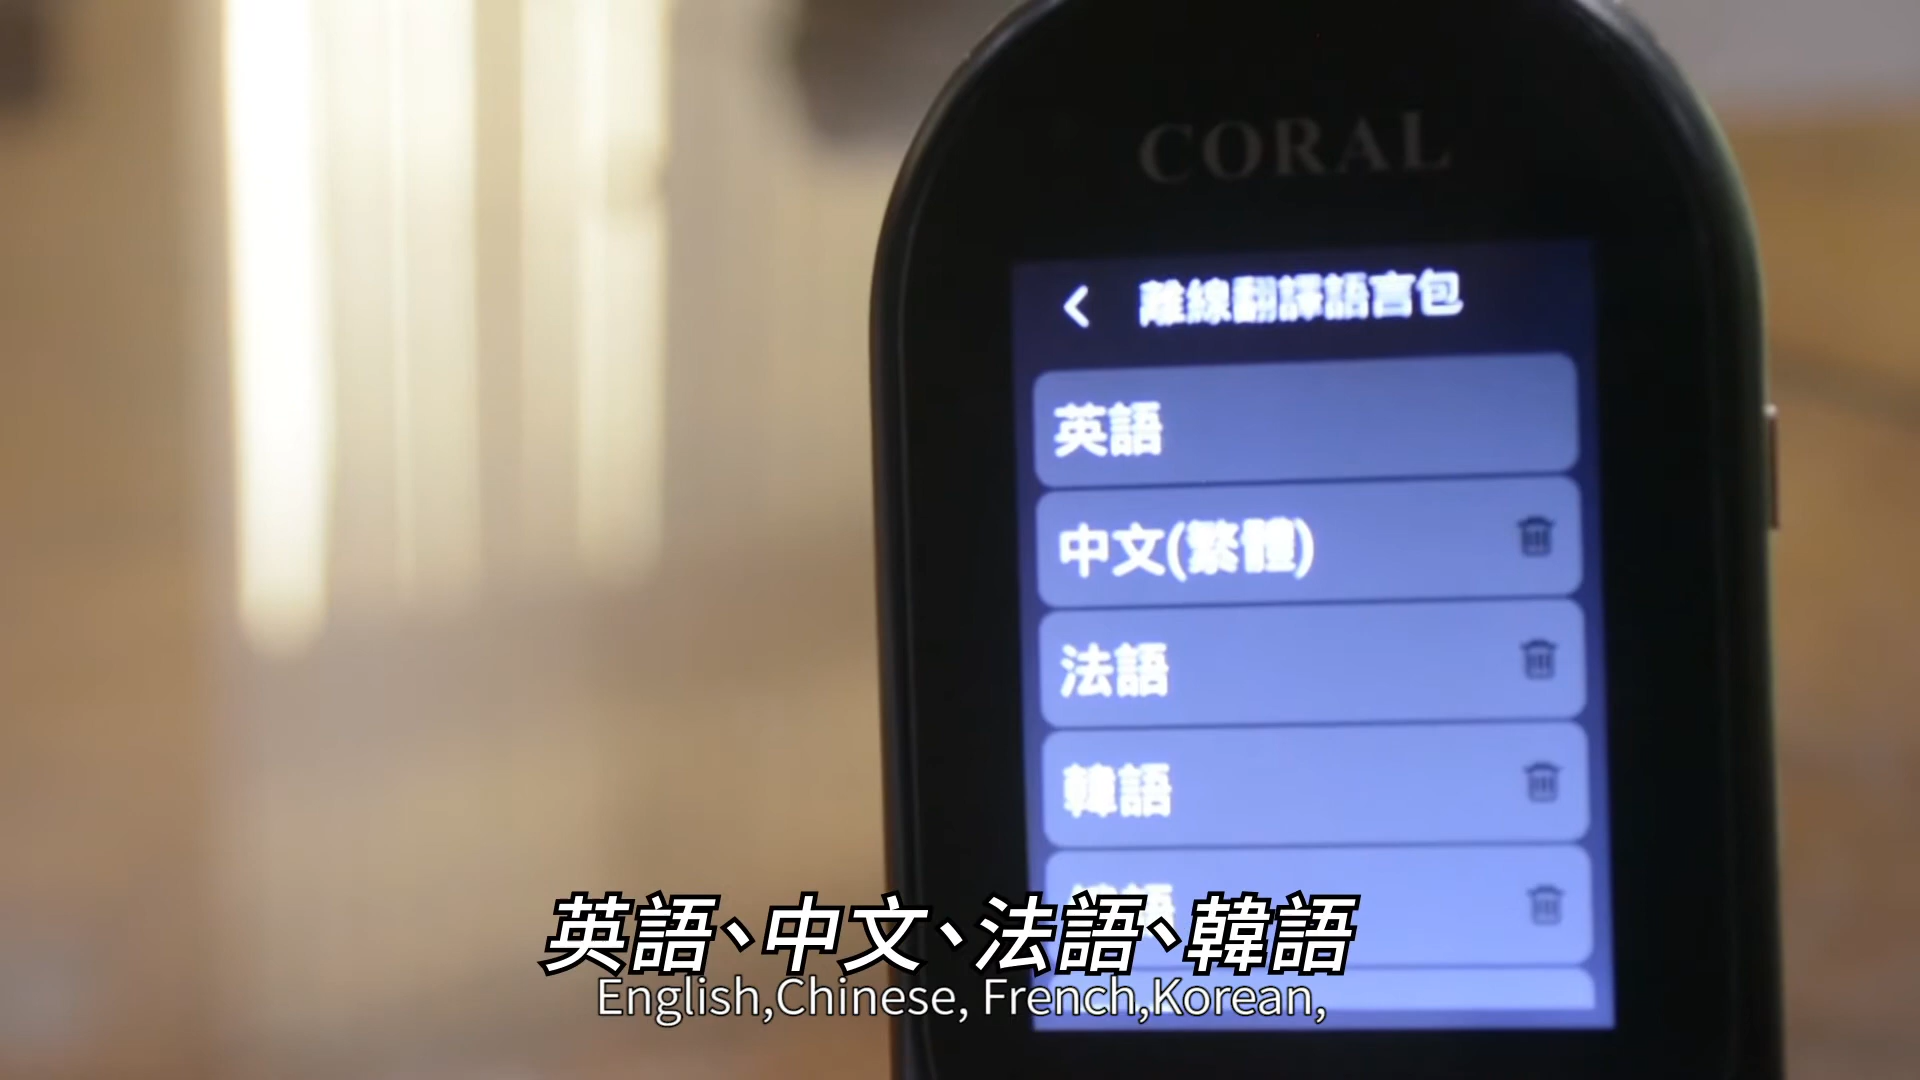 CORAL
離線翻譯語言包
英語
中文(繁體)
法語
韓語
英語、中文、法語、韓語
English,Chinese, French,Korean,